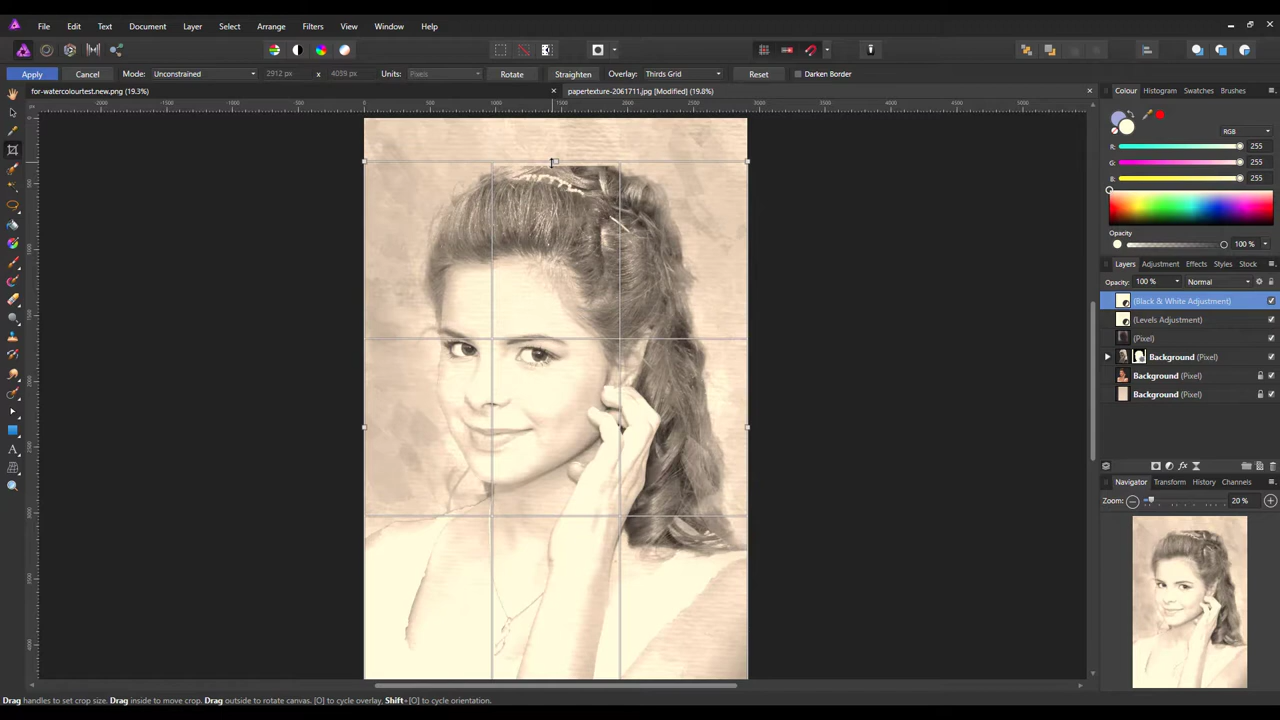 File Edit Text Document Layer Select Arrange Filters View Window Help
Apply Cancel Mode: Unconstrained 2912 px x 4059 px Units: Pixels Rotate Straighten Overlay: Thirds Grid Reset Darken Border
for-watercolourtest.new.png (19.3%) papertexture-2061711.jpg [Modified] (19.8%)
Colour Histogram Swatches Brushes
RGB
R: 255
G: 255
B: 255
Opacity
100 %
Layers Adjustment Effects Styles Stock
Opacity: 100 % Normal
(Black & White Adjustment)
(Levels Adjustment)
(Pixel)
Background (Pixel)
Background (Pixel)
Background (Pixel)
Navigator Transform History Channels
Zoom: 20 %
Drag handles to set crop size. Drag inside to move crop. Drag outside to rotate canvas. [O] to cycle overlay, Shift+[O] to cycle orientation.